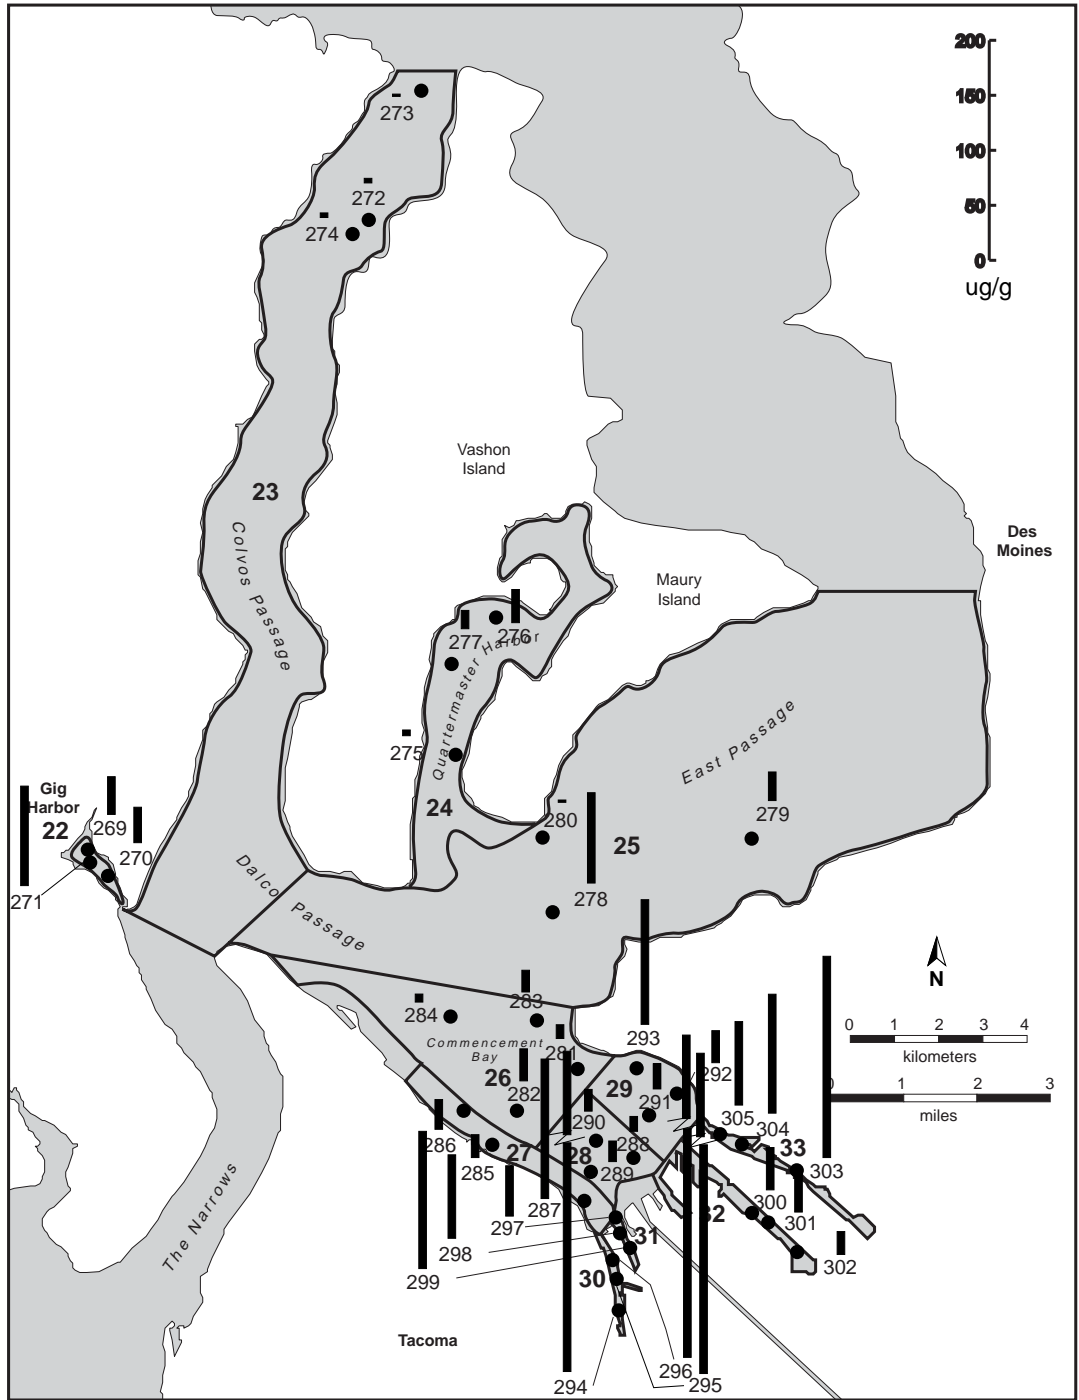 200
150
100
50
0
ug/g
273
272
274
Vashon
Island
23
Colvos Passage
Des
Moines
Maury
Island
277
276
Quartermaster Harbor
275
East Passage
Gig
Harbor
22
269
270
271
24
280
279
25
278
Dalco Passage
N
283
284
293
0 1 2 3 4
kilometers
Commencement
Bay
281
26
282
29
291
292
0 1 2 3
miles
290
288
305
304
286
285
27
28
289
33
303
297
287
300
32
301
298
31
302
299
30
The Narrows
Tacoma
294
296
295